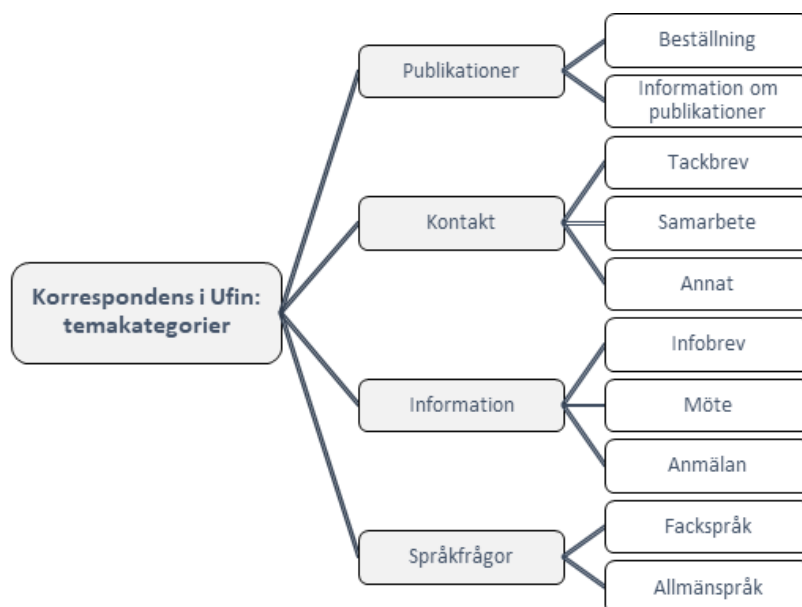 Korrespondens i Ufin:
temakategorier
Publikationer
Beställning
Information om
publikationer
Kontakt
Tackbrev
Samarbete
Annat
Information
Infobrev
Möte
Anmälan
Språkfrågor
Fackspråk
Allmänspråk